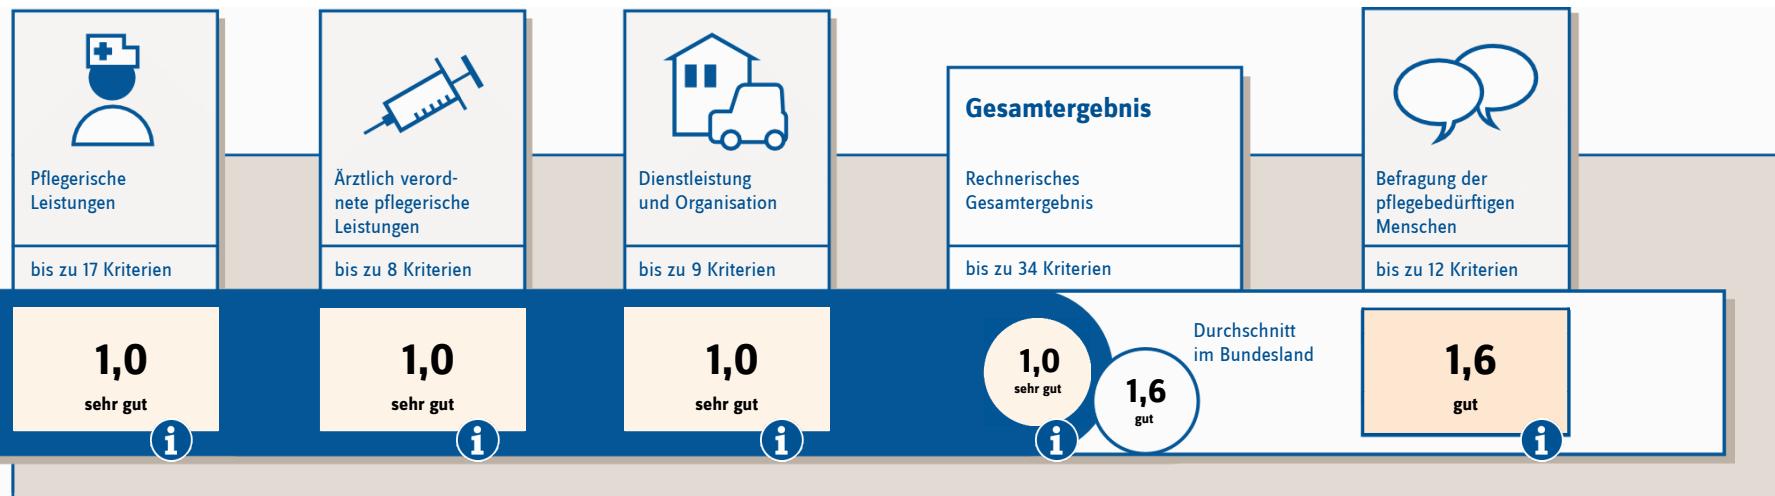 Pflegerische
Leistungen
bis zu 17 Kriterien
1,0
sehr gut
i
Ärztlich verord-
nete pflegerische
Leistungen
bis zu 8 Kriterien
1,0
sehr gut
i
Dienstleistung
und Organisation
bis zu 9 Kriterien
1,0
sehr gut
i
Gesamtergebnis
Rechnerisches
Gesamtergebnis
bis zu 34 Kriterien
1,0
sehr gut
i
1,6
gut
Durchschnitt
im Bundesland
Befragung der
pflegebedürftigen
Menschen
bis zu 12 Kriterien
1,6
gut
i